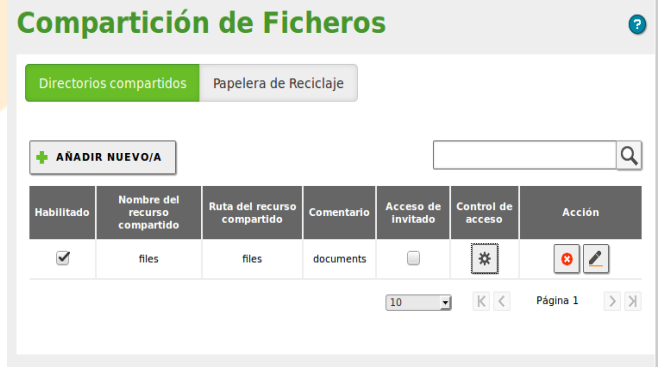 Compartición de Ficheros
?
Directorios compartidos Papelera de Reciclaje
AÑADIR NUEVO/A
Habilitado Nombre del recurso compartido Ruta del recurso compartido Comentario Acceso de invitado Control de acceso Acción
files files documents
10 Página 1